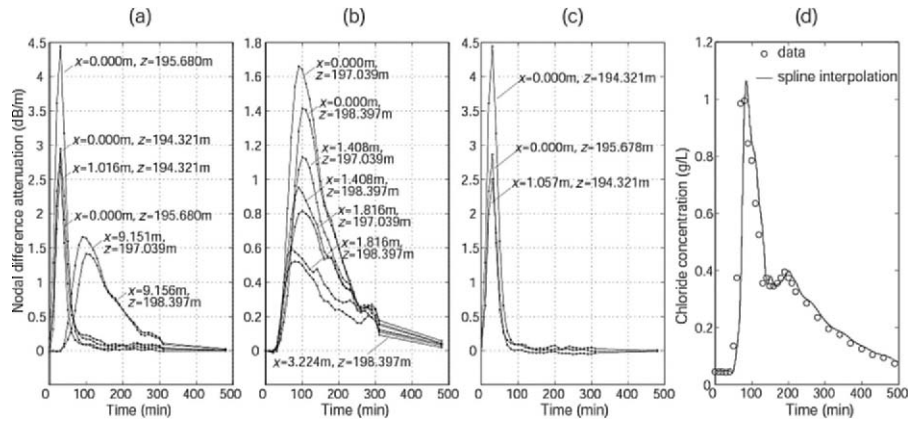 (a)
Nodal difference attenuation (dB/m)
4.5
4
3.5
3
2.5
2
1.5
1
0.5
0
x=0.000m, z=195.680m
x=0.000m, z=194.321m
x=1.016m, z=194.321m
x=0.000m, z=195.680m
x=9.151m,
z=197.039m
x=9.156m,
z=198.397m
0 100 200 300 400 500
Time (min)
(b)
1.8
1.6
1.4
1.2
1.0
0.8
0.6
0.4
0.2
0
x=0.000m,
z=197.039m
x=0.000m,
z=198.397m
x=1.408m,
z=197.039m
x=1.408m,
z=198.397m
x=1.816m,
z=197.039m
x=1.816m,
z=198.397m
x=3.224m, z=198.397m
0 100 200 300 400 500
Time (min)
(c)
4.5
4
3.5
3
2.5
2
1.5
1
0.5
0
x=0.000m, z=194.321m
x=0.000m, z=195.678m
x=1.057m, z=194.321m
0 100 200 300 400 500
Time (min)
(d)
Chloride concentration (g/L)
1.2
1
0.8
0.6
0.4
0.2
0
data
spline interpolation
0 100 200 300 400 500
Time (min)